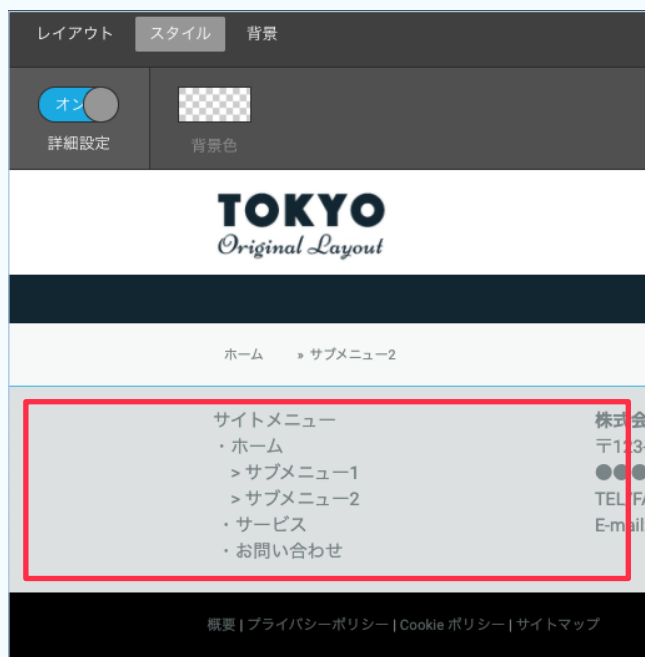 レイアウト スタイル 背景
オン
詳細設定 背景色
TOKYO
Original Layout
ホーム » サブメニュー2
サイトメニュー
・ホーム
> サブメニュー1
> サブメニュー2
・サービス
・お問い合わせ
株式会
〒123-
●●●
TEL/FA
E-mail
概要 | プライバシーポリシー | Cookie ポリシー | サイトマップ